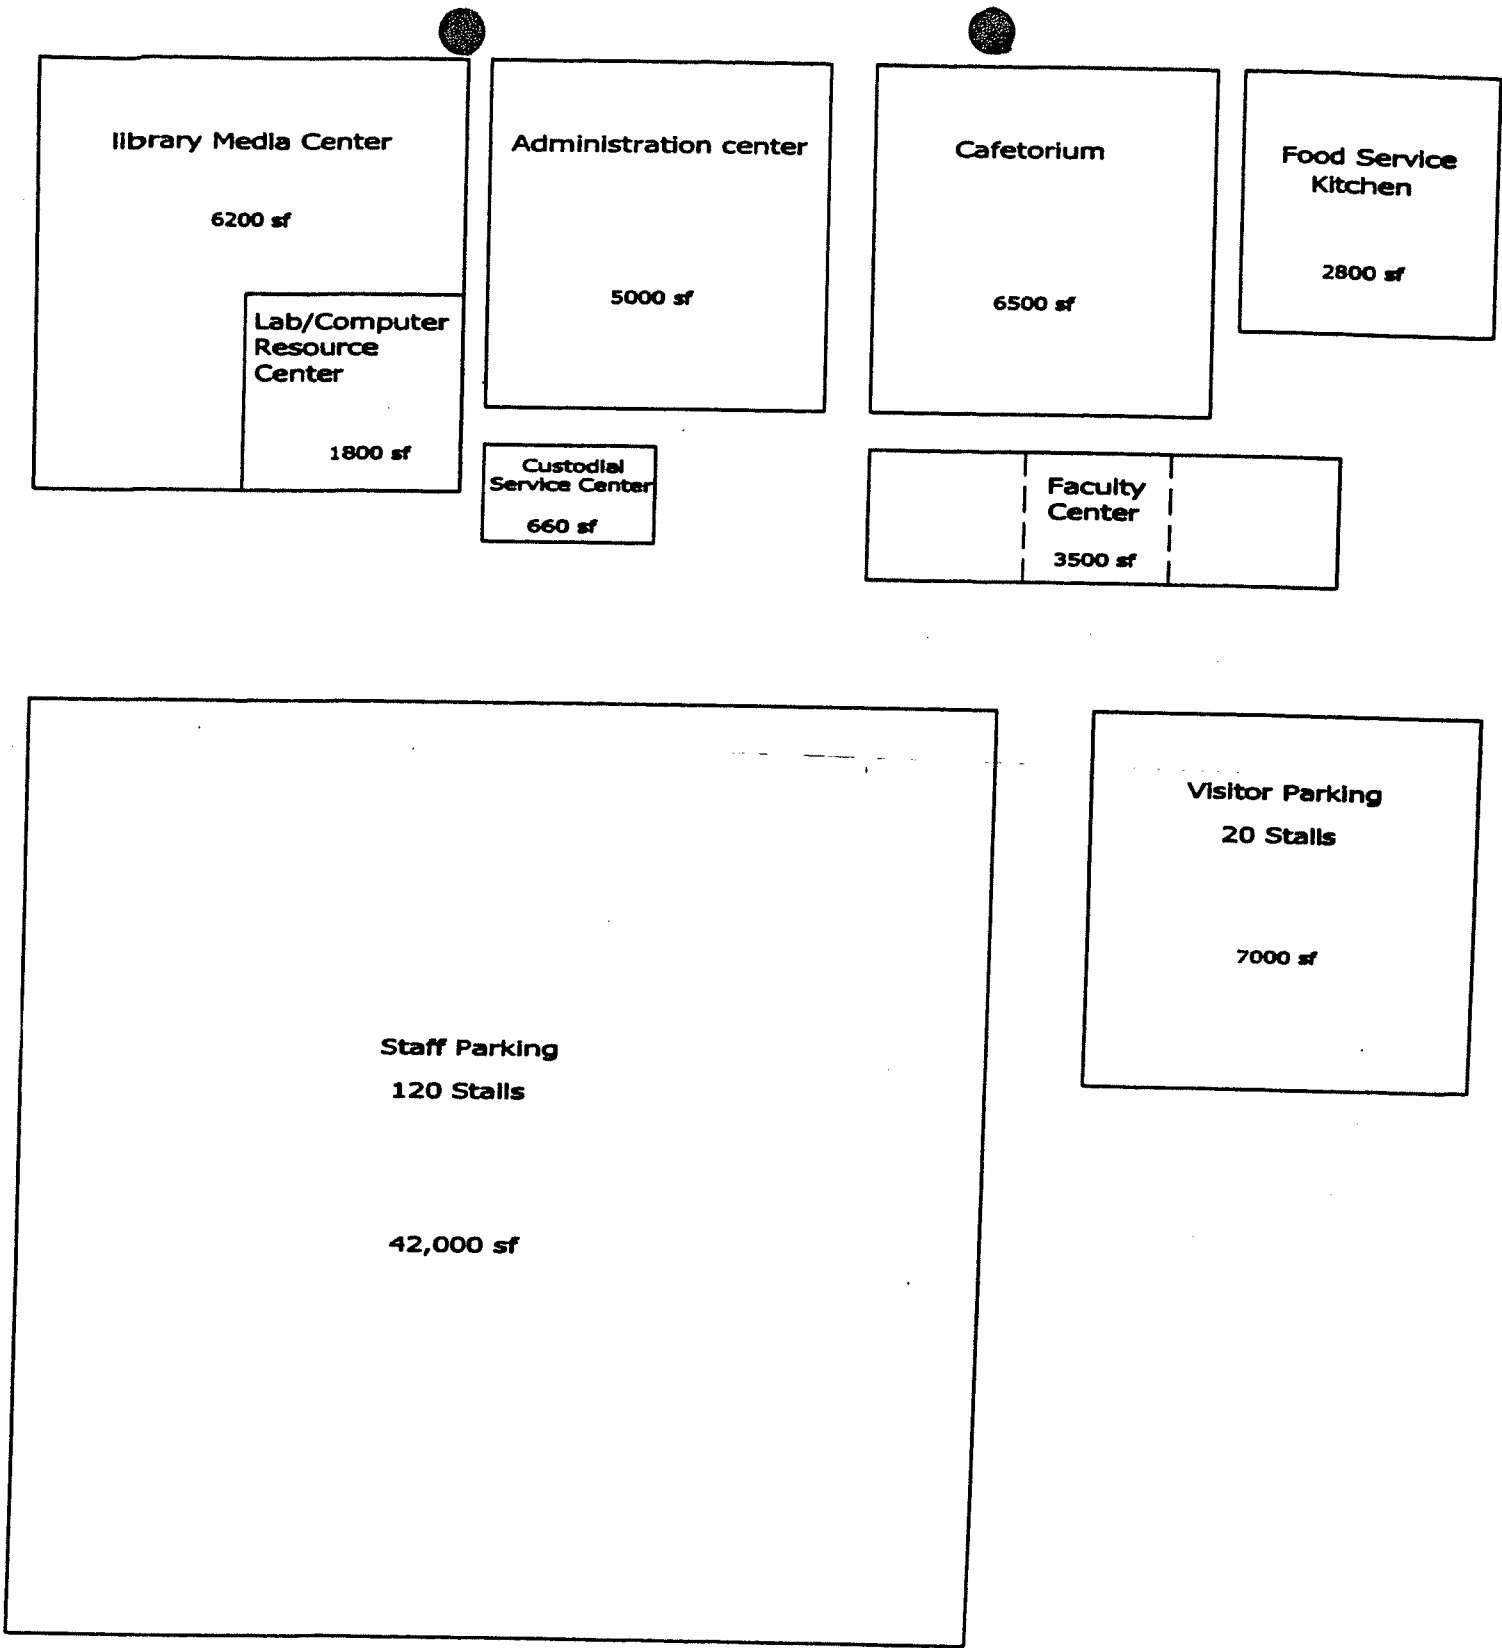 library Media Center
6200 sf
Lab/Computer
Resource
Center
1800 sf
Administration center
5000 sf
Custodial
Service Center
660 sf
Cafetorium
6500 sf
Food Service
Kitchen
2800 sf
Faculty
Center
3500 sf
Staff Parking
120 Stalls
42,000 sf
Visitor Parking
20 Stalls
7000 sf